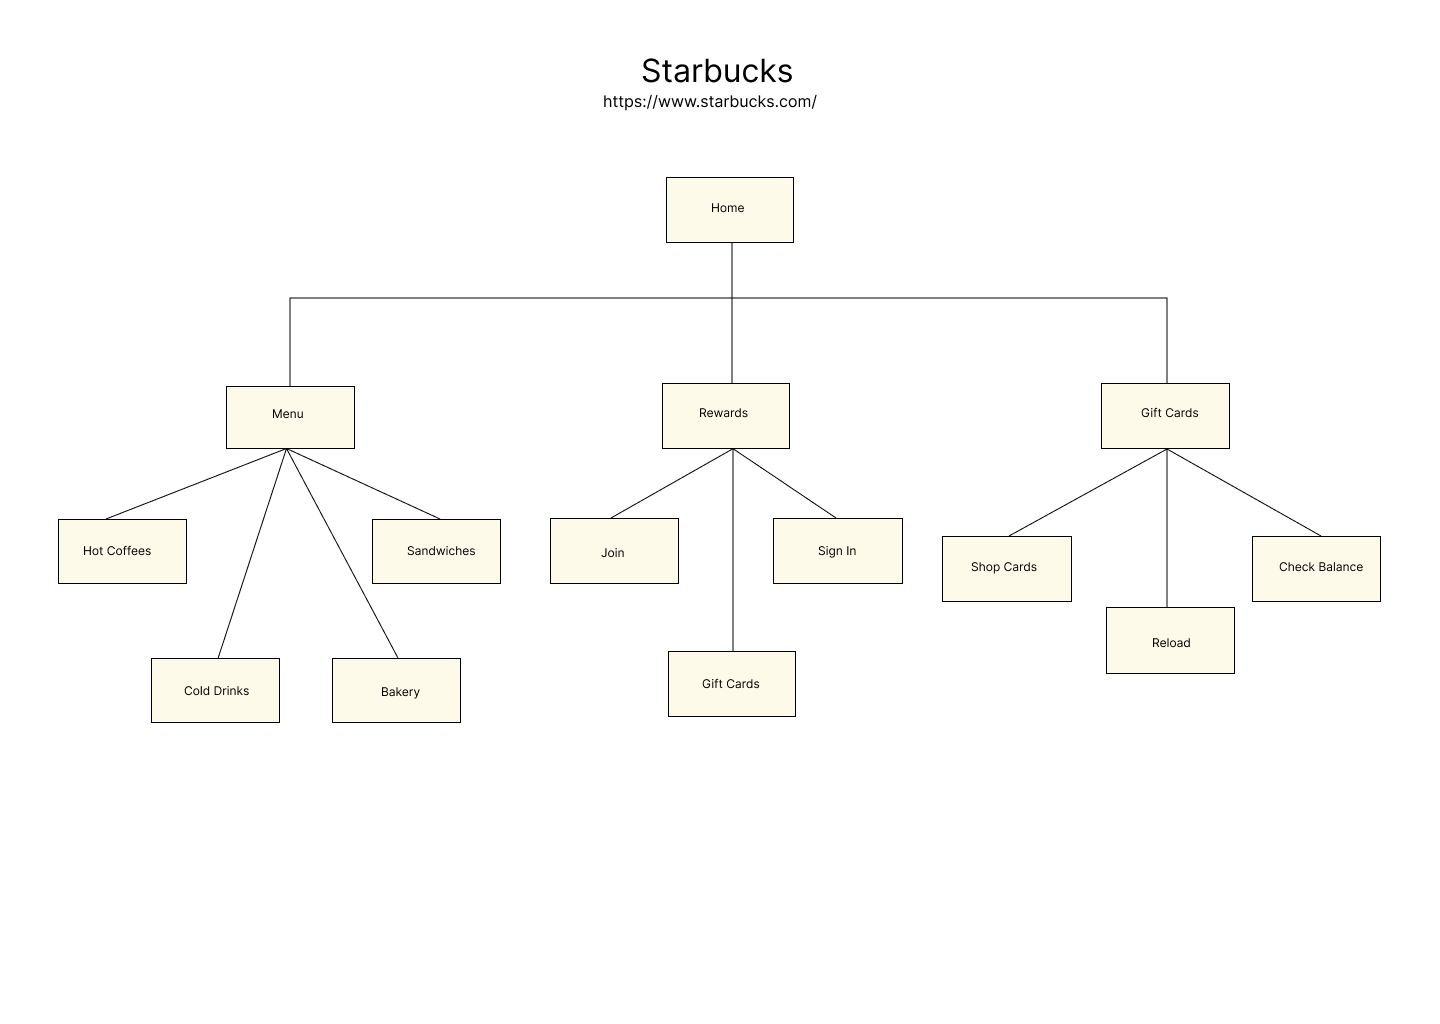 Starbucks
https://www.starbucks.com/
Home
Menu
Rewards
Gift Cards
Hot Coffees
Sandwiches
Join
Sign In
Shop Cards
Check Balance
Reload
Cold Drinks
Bakery
Gift Cards